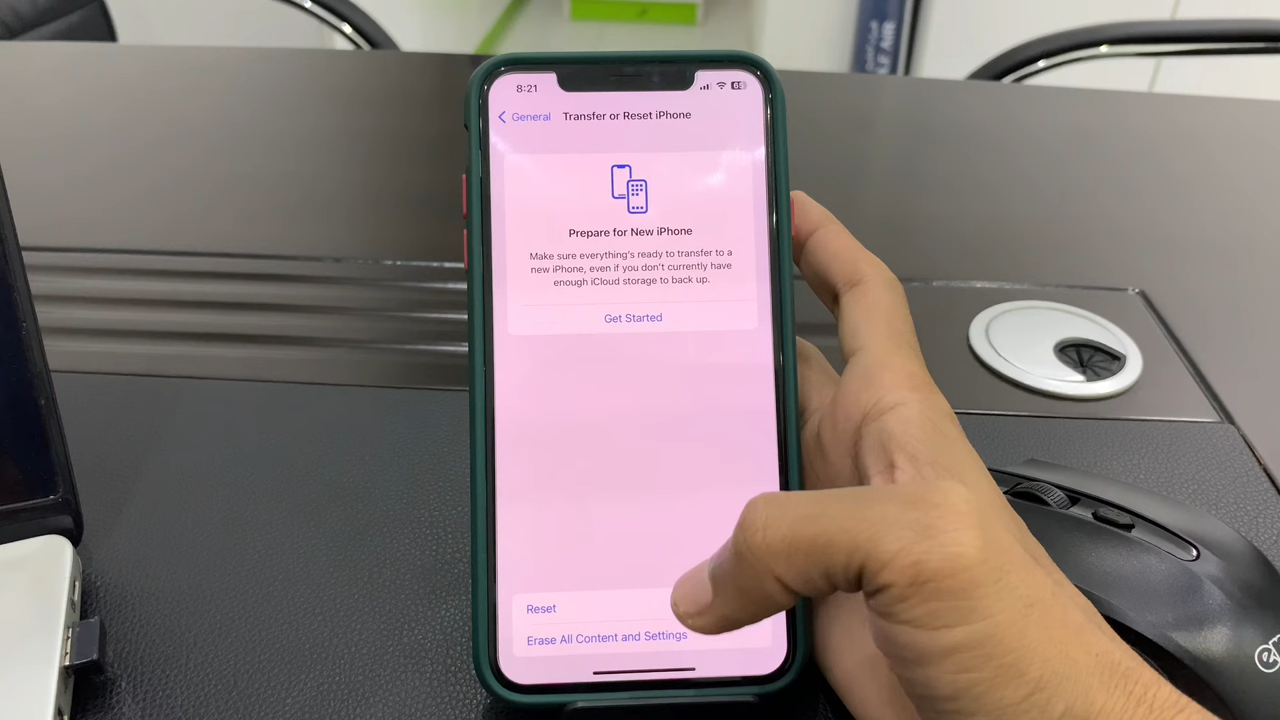 8:21
General
Transfer or Reset iPhone
Prepare for New iPhone
Make sure everything's ready to transfer to a
new iPhone, even if you don't currently have
enough iCloud storage to back up.
Get Started
Reset
Erase All Content and Settings